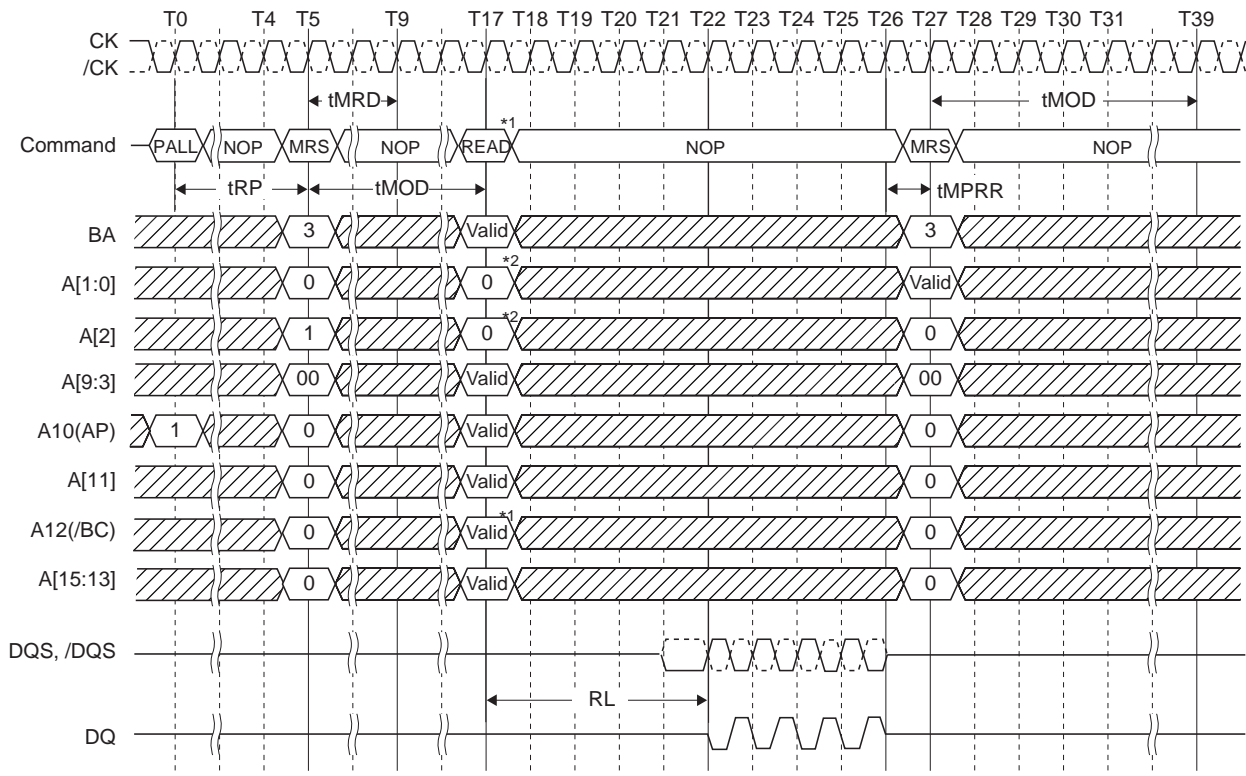 T0 T4 T5 T9 T17 T18 T19 T20 T21 T22 T23 T24 T25 T26 T27 T28 T29 T30 T31 T39
CK
/CK
tMRD tMOD
*1
Command PALL NOP MRS NOP READ NOP MRS NOP
tRP tMOD tMPRR
BA 3 Valid 3
*2
A[1:0] 0 0 Valid
*2
A[2] 1 0 0
A[9:3] 00 Valid 00
A10(AP) 1 0 Valid 0
A[11] 0 Valid 0
*1
A12(/BC) 0 Valid 0
A[15:13] 0 Valid 0
DQS, /DQS
RL
DQ